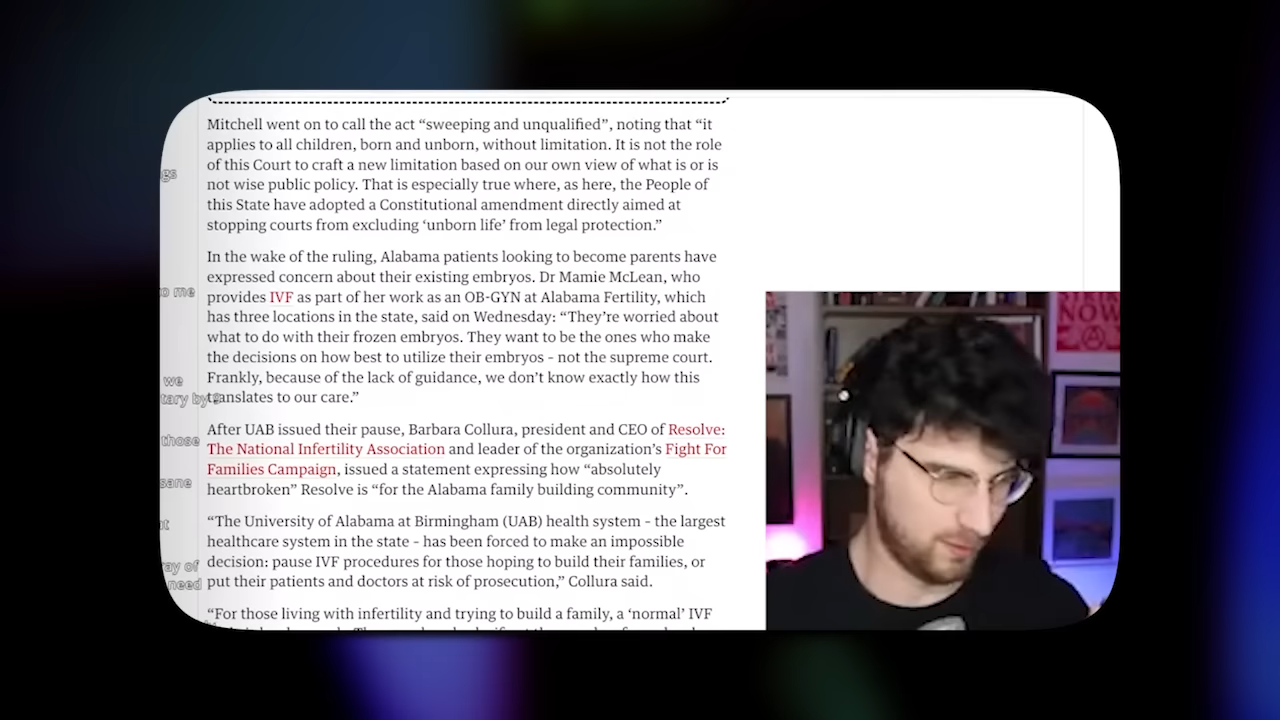 Mitchell went on to call the act “sweeping and unqualified”, noting that “it
applies to all children, born and unborn, without limitation. It is not the role
of this Court to craft a new limitation based on our own view of what is or is
not wise public policy. That is especially true where, as here, the People of
this State have adopted a Constitutional amendment directly aimed at
stopping courts from excluding ‘unborn life’ from legal protection.”
In the wake of the ruling, Alabama patients looking to become parents have
expressed concern about their existing embryos. Dr Mamie McLean, who
provides IVF as part of her work as an OB-GYN at Alabama Fertility, which
has three locations in the state, said on Wednesday: “They’re worried about
what to do with their frozen embryos. They want to be the ones who make
the decisions on how best to utilize their embryos – not the supreme court.
Frankly, because of the lack of guidance, we don’t know exactly how this
translates to our care.”
After UAB issued their pause, Barbara Collura, president and CEO of Resolve:
The National Infertility Association and leader of the organization’s Fight For
Families Campaign, issued a statement expressing how “absolutely
heartbroken” Resolve is “for the Alabama family building community”.
“The University of Alabama at Birmingham (UAB) health system – the largest
healthcare system in the state – has been forced to make an impossible
decision: pause IVF procedures for those hoping to build their families, or
put their patients and doctors at risk of prosecution,” Collura said.
“For those living with infertility and trying to build a family, a ‘normal’ IVF
gs
o me
we
tary by
those
sane
ay of
need
NOW